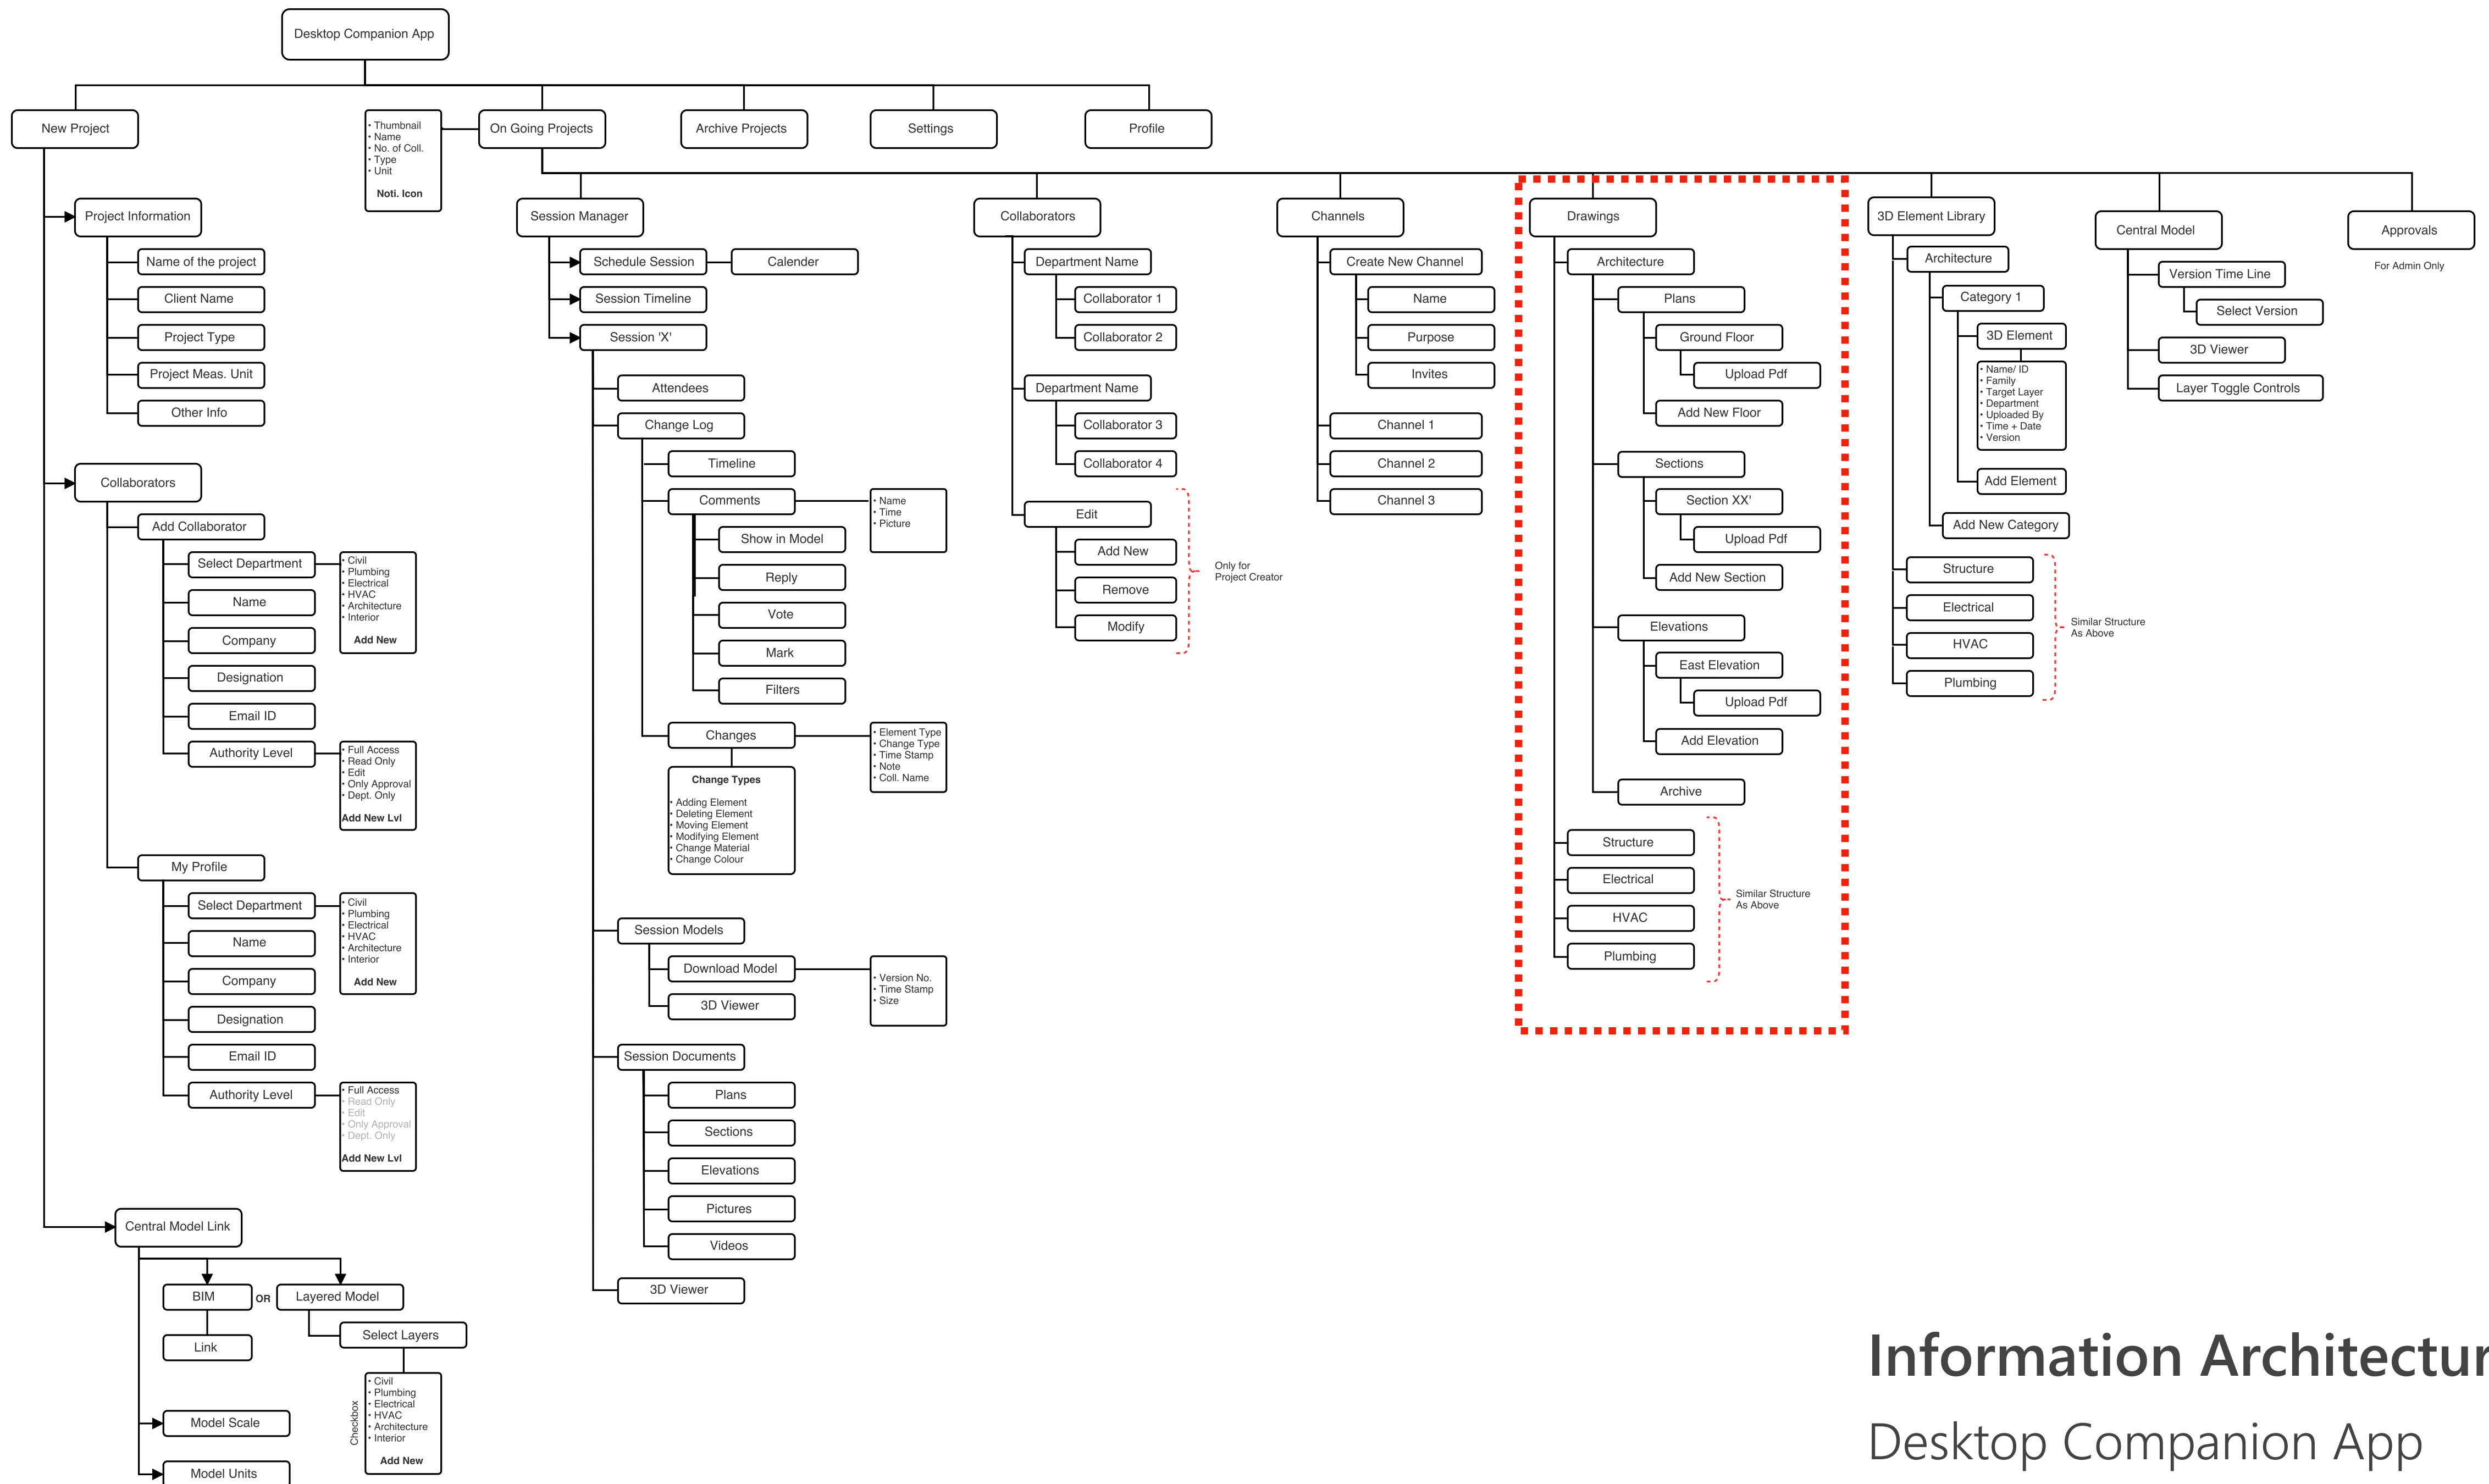 Desktop Companion App
New Project
• Thumbnail
• Name
• No. of Coll.
• Type
• Unit
Noti. Icon
On Going Projects
Archive Projects
Settings
Profile
Project Information
Name of the project
Client Name
Project Type
Project Meas. Unit
Other Info
Collaborators
Add Collaborator
Select Department
• Civil
• Plumbing
• Electrical
• HVAC
• Architecture
• Interior
Add New
Name
Company
Designation
Email ID
Authority Level
• Full Access
• Read Only
• Edit
• Only Approval
• Dept. Only
Add New Lvl
My Profile
Select Department
• Civil
• Plumbing
• Electrical
• HVAC
• Architecture
• Interior
Add New
Name
Company
Designation
Email ID
Authority Level
• Full Access
• Read Only
• Edit
• Only Approval
• Dept. Only
Add New Lvl
Central Model Link
BIM
OR
Layered Model
Link
Select Layers
Checkbox
• Civil
• Plumbing
• Electrical
• HVAC
• Architecture
• Interior
Add New
Model Scale
Model Units
Session Manager
Schedule Session
Calender
Session Timeline
Session 'X'
Attendees
Change Log
Timeline
Comments
• Name
• Time
• Picture
Show in Model
Reply
Vote
Mark
Filters
Changes
• Element Type
• Change Type
• Time Stamp
• Note
• Coll. Name
Change Types
• Adding Element
• Deleting Element
• Moving Element
• Modifying Element
• Change Material
• Change Colour
Session Models
Download Model
• Version No.
• Time Stamp
• Size
3D Viewer
Session Documents
Plans
Sections
Elevations
Pictures
Videos
3D Viewer
Collaborators
Department Name
Collaborator 1
Collaborator 2
Department Name
Collaborator 3
Collaborator 4
Edit
Add New
Remove
Modify
Only for
Project Creator
Channels
Create New Channel
Name
Purpose
Invites
Channel 1
Channel 2
Channel 3
Drawings
Architecture
Plans
Ground Floor
Upload Pdf
Add New Floor
Sections
Section XX'
Upload Pdf
Add New Section
Elevations
East Elevation
Upload Pdf
Add Elevation
Archive
Structure
Electrical
HVAC
Plumbing
Similar Structure
As Above
3D Element Library
Architecture
Category 1
3D Element
• Name/ ID
• Family
• Target Layer
• Department
• Uploaded By
• Time + Date
• Version
Add Element
Add New Category
Structure
Electrical
HVAC
Plumbing
Similar Structure
As Above
Central Model
Version Time Line
Select Version
3D Viewer
Layer Toggle Controls
Approvals
For Admin Only
Information Architectur
Desktop Companion App